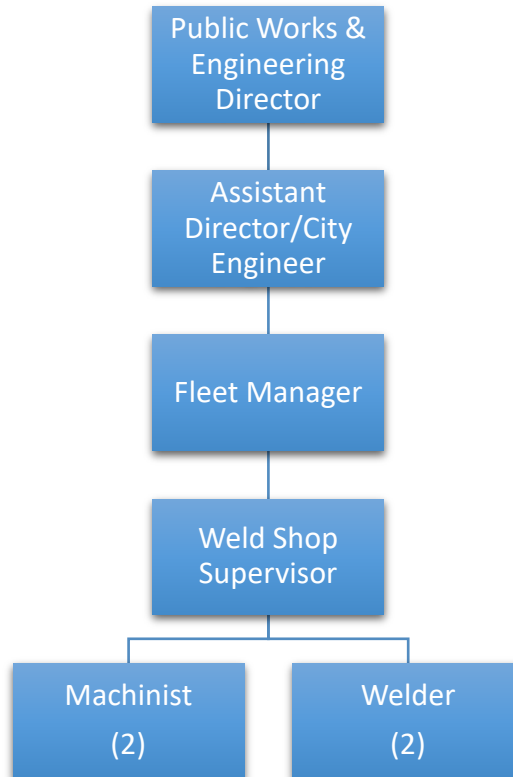 Public Works &
Engineering
Director
Assistant
Director/City
Engineer
Fleet Manager
Weld Shop
Supervisor
Machinist
(2)
Welder
(2)